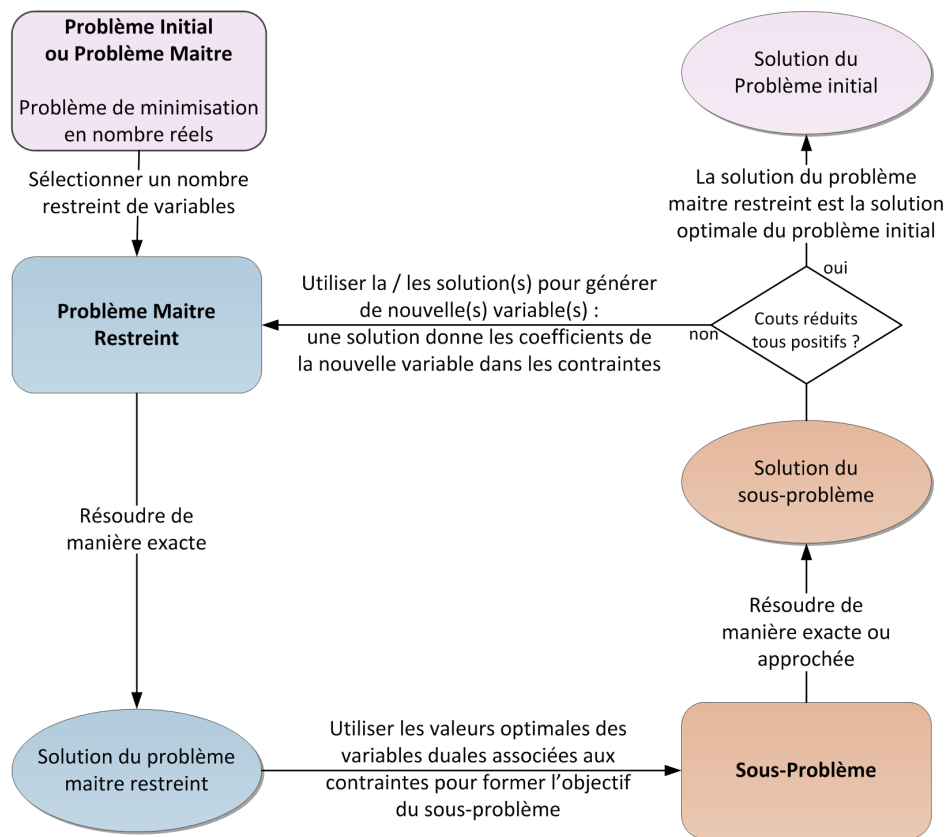 Problème Initial
ou Problème Maitre
Problème de minimisation
en nombre réels
Sélectionner un nombre
restreint de variables
Problème Maitre
Restreint
Résoudre de
manière exacte
Solution du problème
maitre restreint
Utiliser les valeurs optimales des
variables duales associées aux
contraintes pour former l’objectif
du sous-problème
Sous-Problème
Résoudre de
manière exacte ou
approchée
Solution du
sous-problème
Couts réduits
tous positifs ?
non
Utiliser la / les solution(s) pour générer
de nouvelle(s) variable(s) :
une solution donne les coefficients de
la nouvelle variable dans les contraintes
oui
La solution du problème
maitre restreint est la solution
optimale du problème initial
Solution du
Problème initial